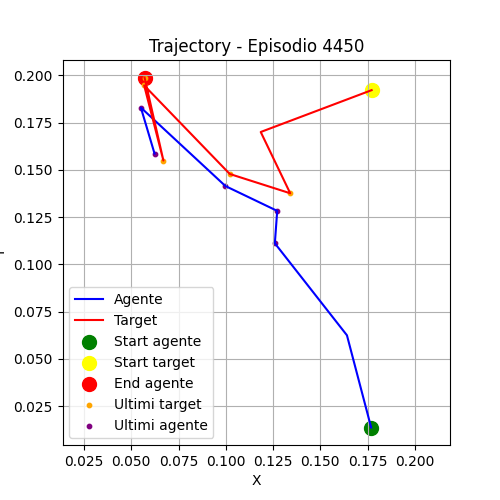 Trajectory - Episodio 4450
0.200
0.175
0.150
0.125
0.100
0.075
0.050
0.025
Agente
Target
Start agente
Start target
End agente
Ultimi target
Ultimi agente
0.025 0.050 0.075 0.100 0.125 0.150 0.175 0.200
X